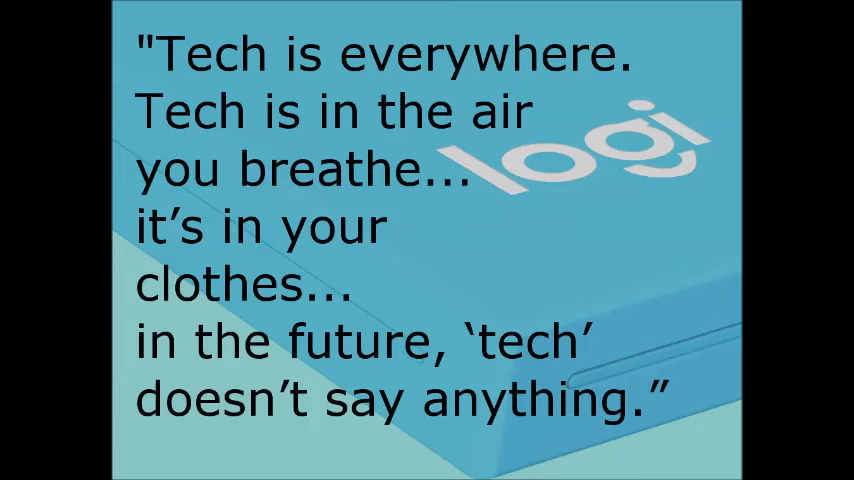 "Tech is everywhere.
Tech is in the air
you breathe...
logi
it’s in your
clothes...
in the future, ‘tech’
doesn’t say anything.”